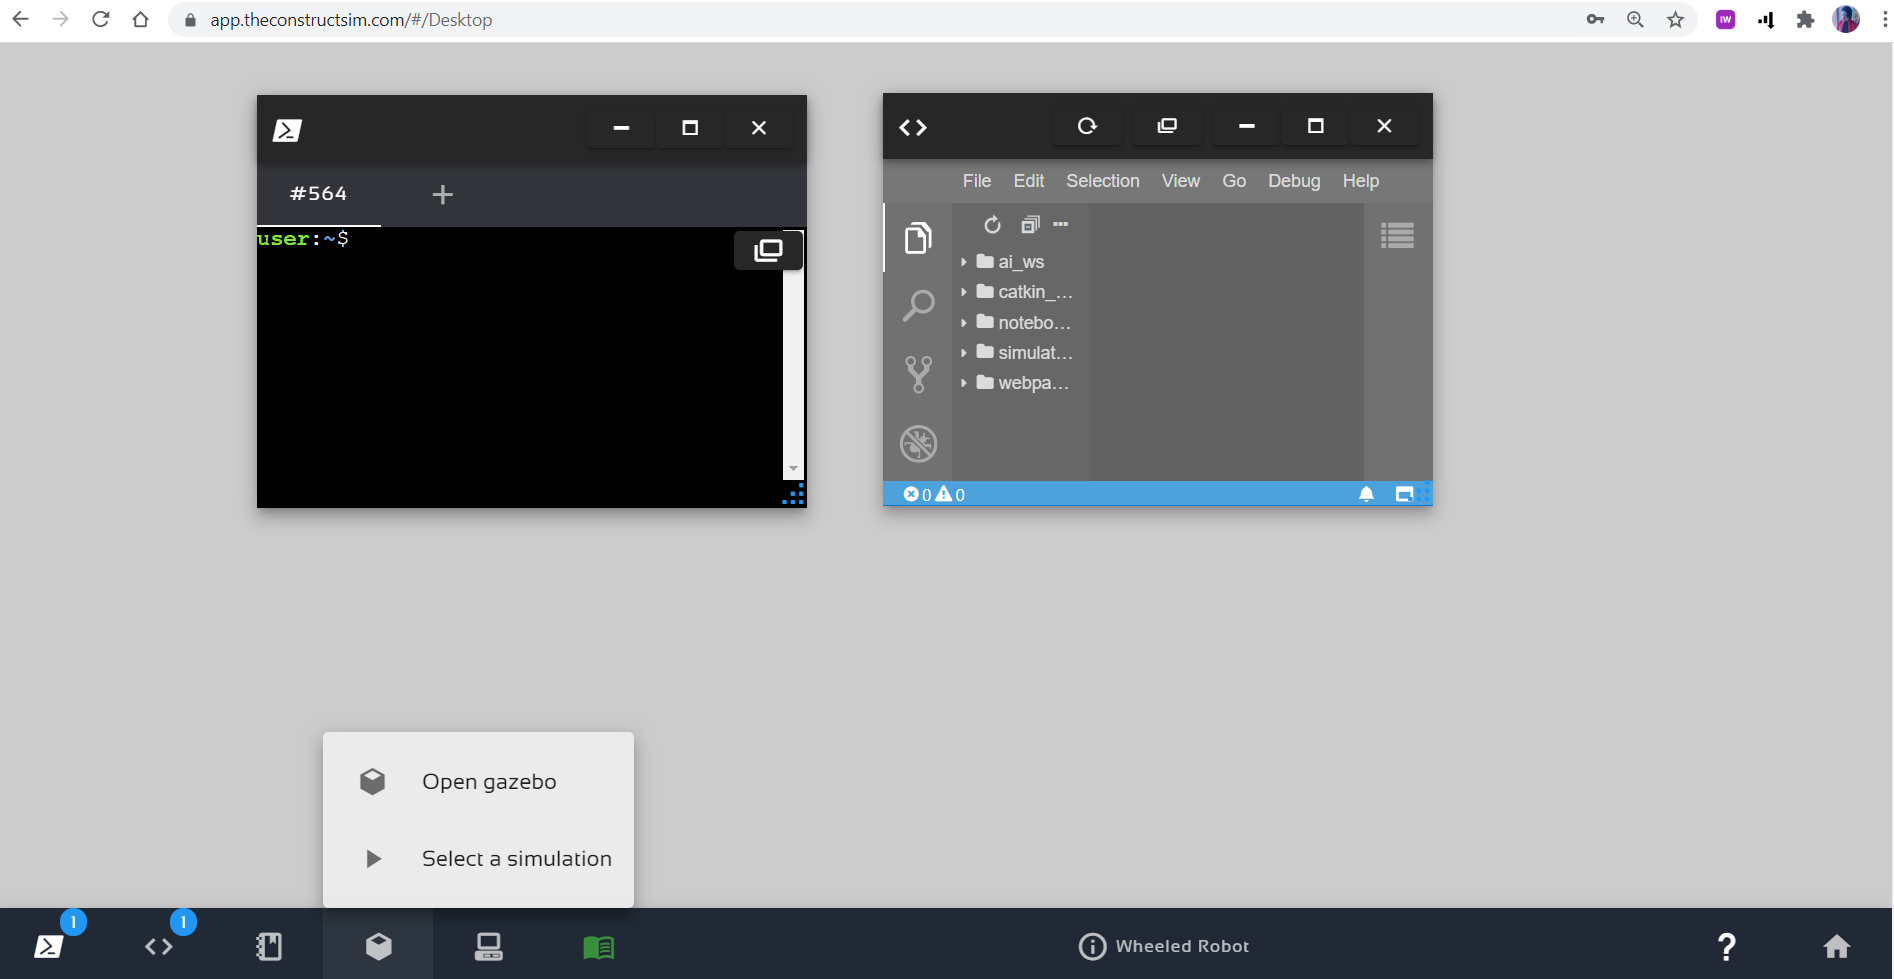 app.theconstructsim.com/#/Desktop
IW
#564
user:~$
File Edit Selection View Go Debug Help
ai_ws
catkin_...
notebo...
simulat...
webpa...
0 0
Open gazebo
Select a simulation
1 1
Wheeled Robot